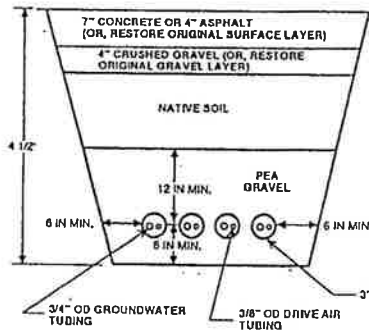 7" CONCRETE OR 4" ASPHALT
(OR, RESTORE ORIGINAL SURFACE LAYER)
4" CRUSHED GRAVEL (OR, RESTORE
ORIGINAL GRAVEL LAYER)
NATIVE SOIL
4 1/2"
12 IN MIN.
PEA
GRAVEL
6 IN MIN.
6 IN MIN.
6 IN MIN.
3"
3/4" OD GROUNDWATER
TUBING
3/8" OD DRIVE AIR
TUBING